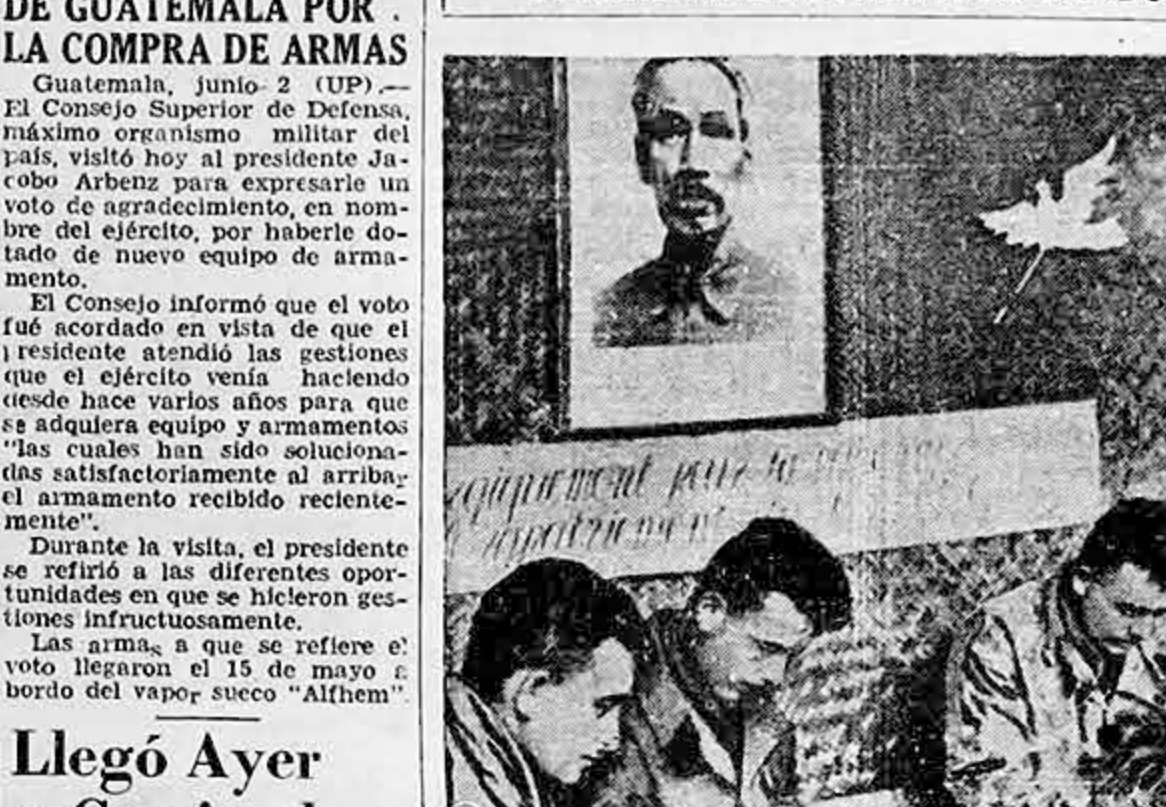 DE GUATEMALA POR
LA COMPRA DE ARMAS
Guatemala, junio 2 (UP).—
El Consejo Superior de Defensa,
máximo organismo militar del
país, visitó hoy al presidente Ja-
cobo Arbenz para expresarle un
voto de agradecimiento, en nom-
bre del ejército, por haberle do-
tado de nuevo equipo de arma-
mento.
El Consejo informó que el voto
fué acordado en vista de que el
presidente atendió las gestiones
que el ejército venía haciendo
desde hace varios años para que
se adquiera equipo y armamentos
"las cuales han sido soluciona-
das satisfactoriamente al arribar
el armamento recibido reciente-
mente".
Durante la visita, el presidente
se refirió a las diferentes opor-
tunidades en que se hicieron ges-
tiones infructuosamente.
Las armas a que se refiere el
voto llegaron el 15 de mayo a
bordo del vapor sueco "Alfhem"
Llegó Ayer